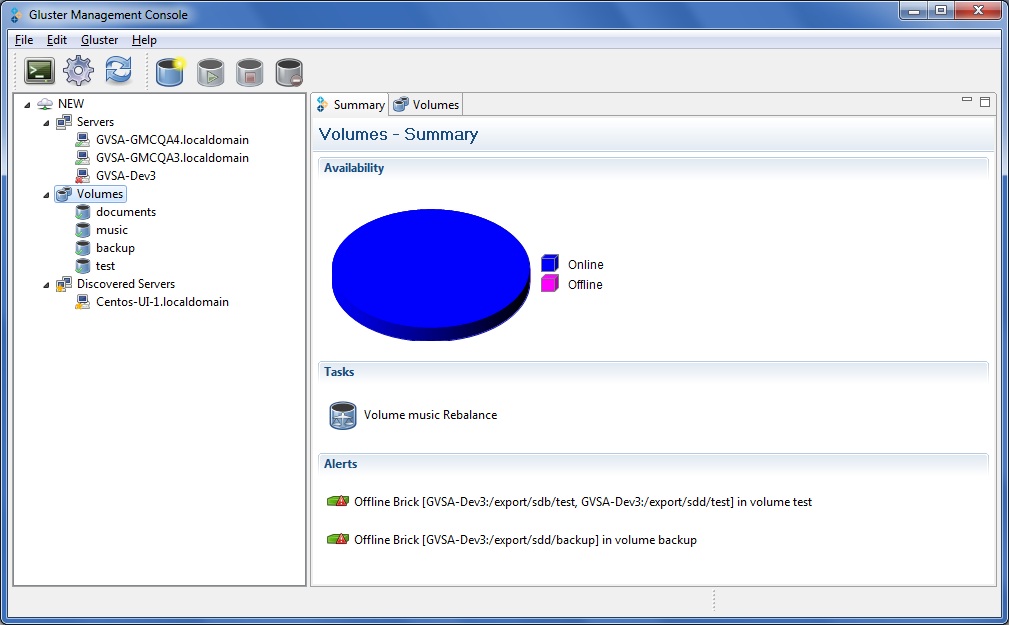 Gluster Management Console
File Edit Gluster Help
NEW
Servers
GVSA-GMCQA4.localdomain
GVSA-GMCQA3.localdomain
GVSA-Dev3
Volumes
documents
music
backup
test
Discovered Servers
Centos-UI-1.localdomain
Summary Volumes
Volumes - Summary
Availability
Online
Offline
Tasks
Volume music Rebalance
Alerts
Offline Brick [GVSA-Dev3:/export/sdb/test, GVSA-Dev3:/export/sdd/test] in volume test
Offline Brick [GVSA-Dev3:/export/sdd/backup] in volume backup